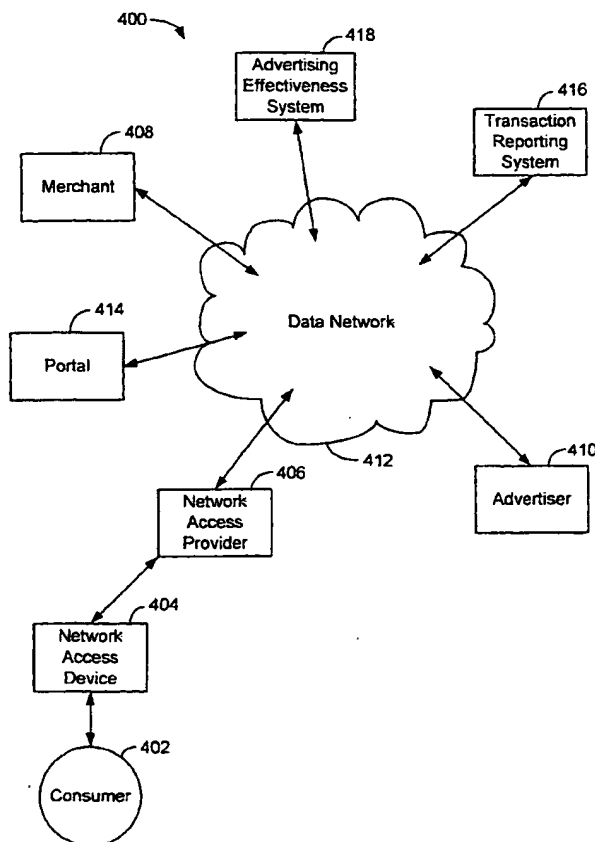 400
418
Advertising
Effectiveness
System
416
Transaction
Reporting
System
408
Merchant
414
Portal
Data Network
412
410
Advertiser
406
Network
Access
Provider
404
Network
Access
Device
402
Consumer